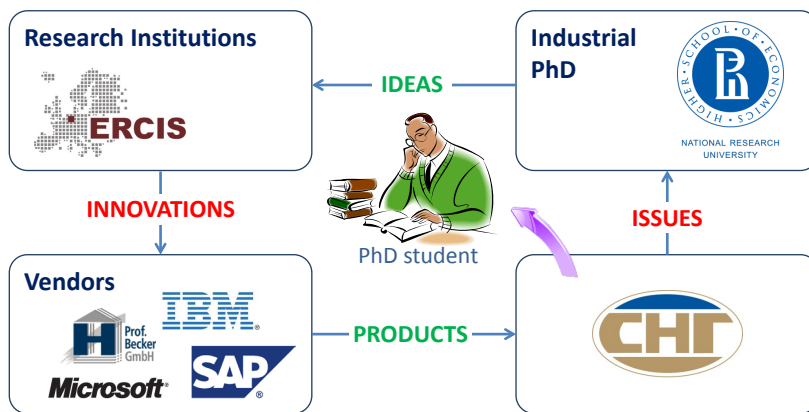 Research Institutions
ERCIS
IDEAS
Industrial
PhD
HIGHER · SCHOOL · OF · ECONOMICS
NATIONAL RESEARCH
UNIVERSITY
INNOVATIONS
PhD student
ISSUES
Vendors
H
Prof.
Becker
GmbH
IBM®
Microsoft®
SAP®
PRODUCTS
СНГ